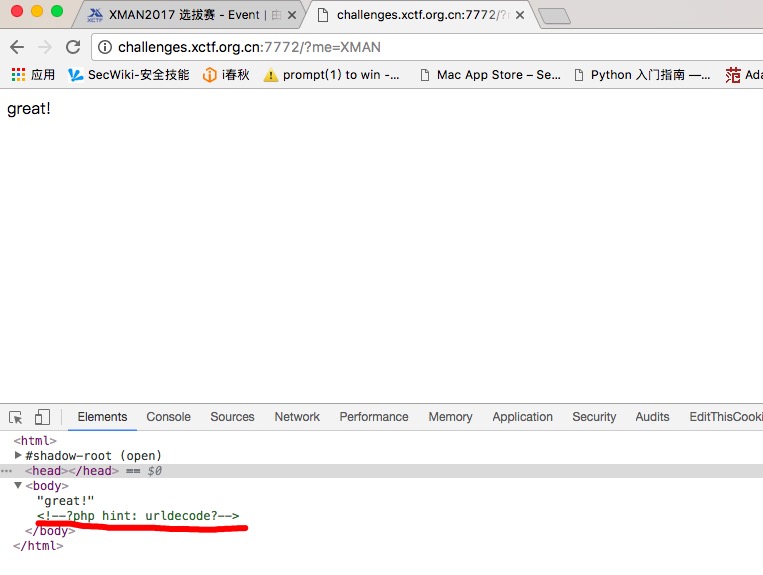 XCTF XMAN2017 选拔赛 - Event | 由 challenges.xctf.org.cn:7772/?
challenges.xctf.org.cn:7772/?me=XMAN
应用 SecWiki-安全技能 i春秋 prompt(1) to win -... Mac App Store – Se... Python 入门指南 —... 范 Ada
great!
Elements Console Sources Network Performance Memory Application Security Audits EditThisCooki
<html>
#shadow-root (open)
... <head></head> == $0
<body>
"great!"
<!--?php hint: urldecode?-->
</body>
</html>